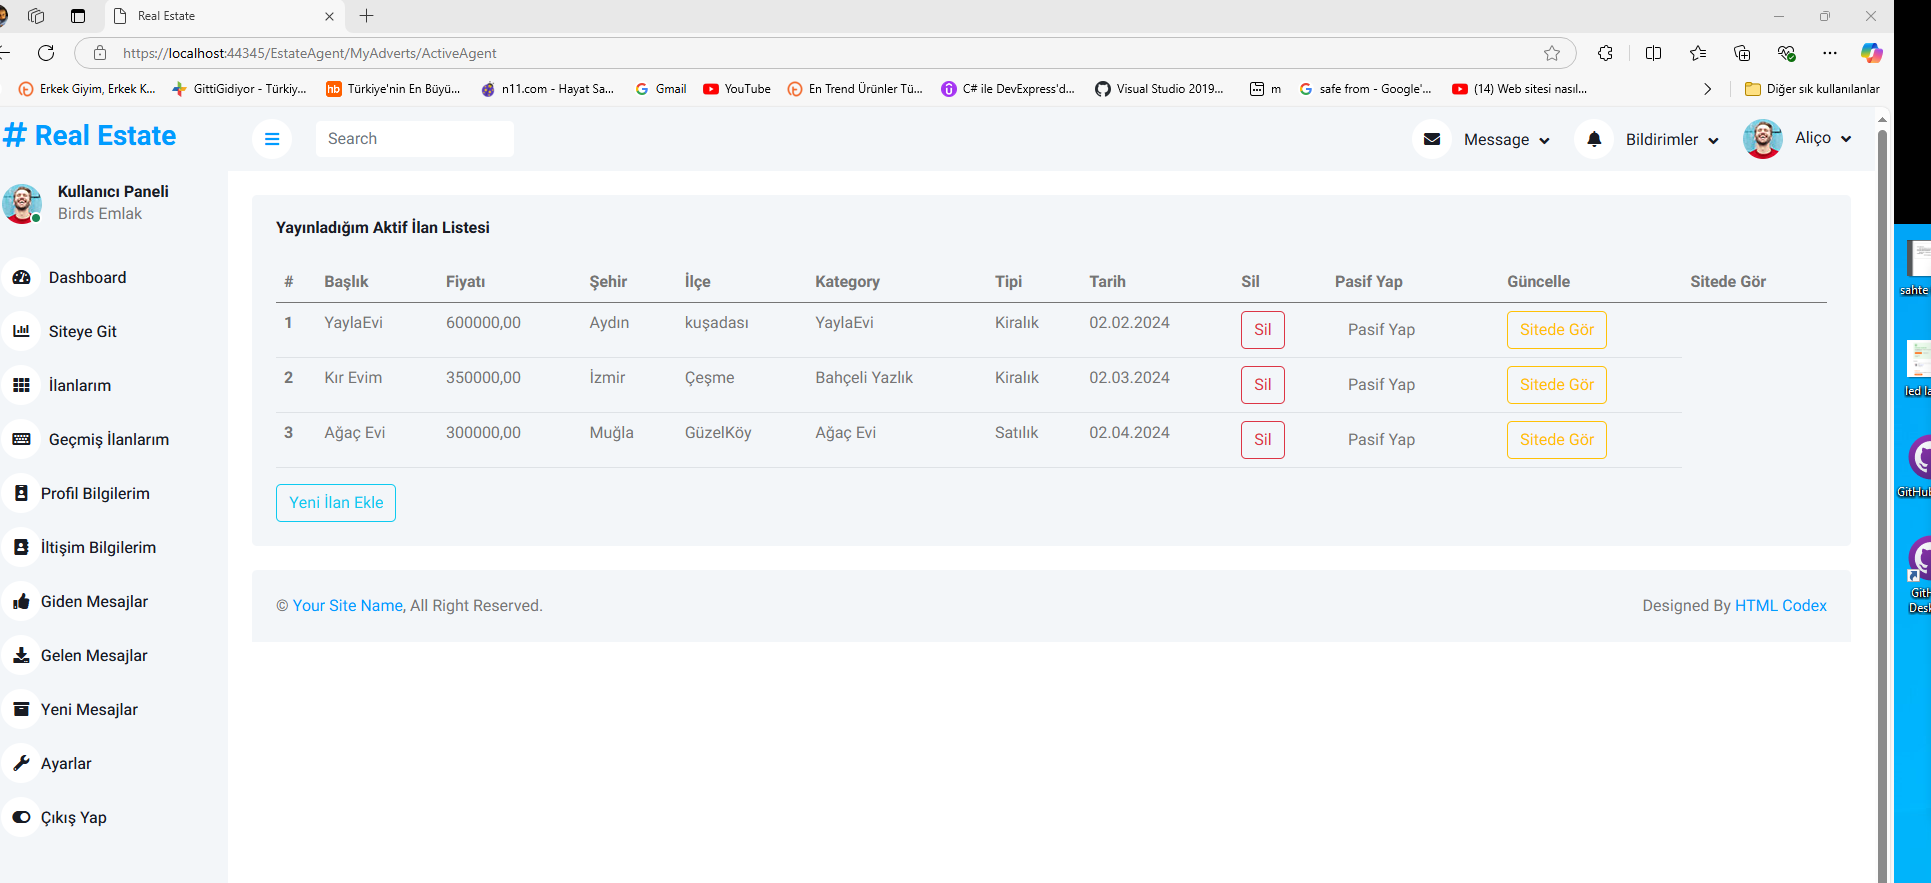 Real Estate
https://localhost:44345/EstateAgent/MyAdverts/ActiveAgent
Erkek Giyim, Erkek K... GittiGidiyor - Türkiy... hb Türkiye'nin En Büyü... n11.com - Hayat Sa... Gmail YouTube En Trend Ürünler Tü... C# ile DevExpress'd... Visual Studio 2019... m safe from - Google'... (14) Web sitesi nasıl... Diğer sık kullanılanlar
# Real Estate
Search
Message
Bildirimler
Aliço
Kullanıcı Paneli
Birds Emlak
Dashboard
Siteye Git
İlanlarım
Geçmiş İlanlarım
Profil Bilgilerim
İltişim Bilgilerim
Giden Mesajlar
Gelen Mesajlar
Yeni Mesajlar
Ayarlar
Çıkış Yap
Yayınladığım Aktif İlan Listesi
# Başlık Fiyatı Şehir İlçe Kategory Tipi Tarih Sil Pasif Yap Güncelle Sitede Gör
1 YaylaEvi 600000,00 Aydın kuşadası YaylaEvi Kiralık 02.02.2024 Sil Pasif Yap Sitede Gör
2 Kır Evim 350000,00 İzmir Çeşme Bahçeli Yazlık Kiralık 02.03.2024 Sil Pasif Yap Sitede Gör
3 Ağaç Evi 300000,00 Muğla GüzelKöy Ağaç Evi Satılık 02.04.2024 Sil Pasif Yap Sitede Gör
Yeni İlan Ekle
© Your Site Name, All Right Reserved.
Designed By HTML Codex
sahte
led la
GitHub
GitH
Desk